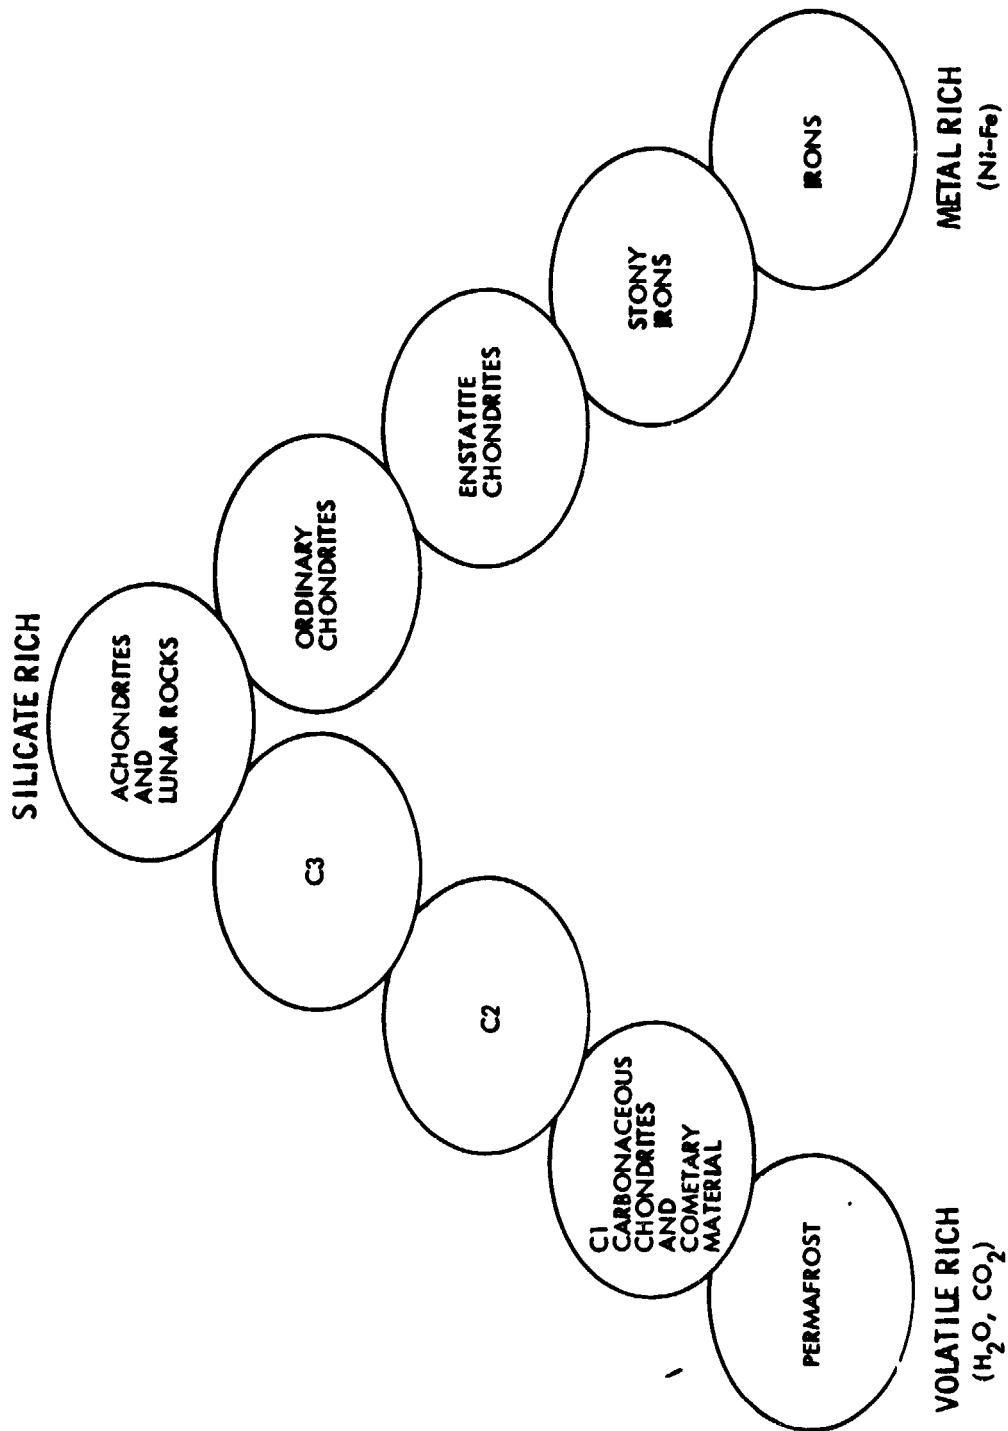 SILICATE RICH
ACHONDRITES
AND
LUNAR ROCKS
C3
ORDINARY
CHONDRITES
C2
ENSTATITE
CHONDRITES
C1
CARBONACEOUS
CHONDRITES
AND
COMETARY
MATERIAL
STONY
IRONS
PERMAFROST
IRONS
VOLATILE RICH
(H₂O, CO₂)
METAL RICH
(Ni-Fe)